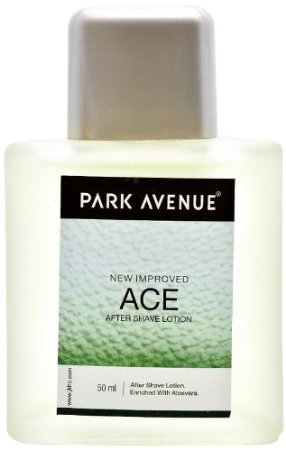 PARK AVENUE®
NEW IMPROVED
ACE
AFTER SHAVE LOTION
50 ml
After Shave Lotion.
Enriched With Aloevera.